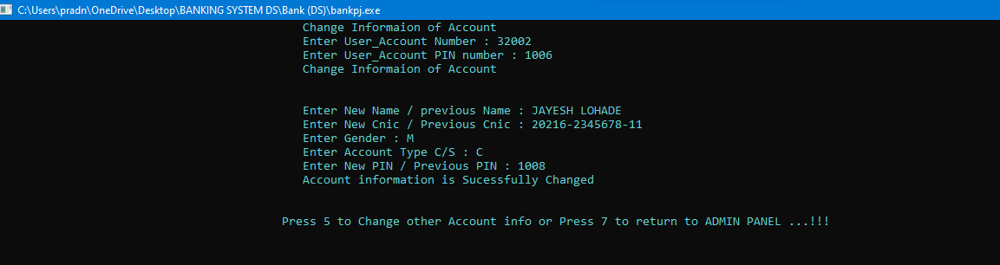 C:\Users\pradn\OneDrive\Desktop\BANKING SYSTEM DS\Bank (DS)\bankpj.exe
Change Informaion of Account
Enter User_Account Number : 32002
Enter User_Account PIN number : 1006
Change Informaion of Account
Enter New Name / previous Name : JAYESH LOHADE
Enter New Cnic / Previous Cnic : 20216-2345678-11
Enter Gender : M
Enter Account Type C/S : C
Enter New PIN / Previous PIN : 1008
Account information is Sucessfully Changed
Press 5 to Change other Account info or Press 7 to return to ADMIN PANEL ...!!!